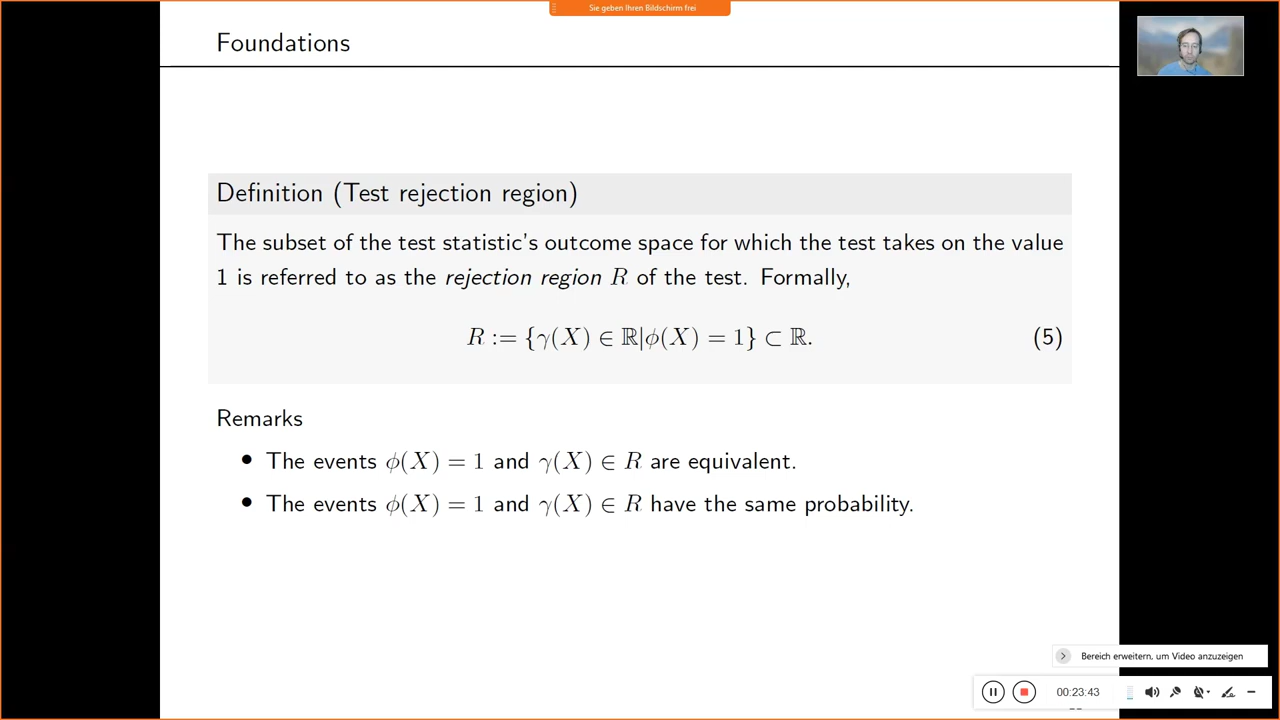 Sie geben Ihren Bildschirm frei
Foundations
Definition (Test rejection region)
The subset of the test statistic's outcome space for which the test takes on the value
1 is referred to as the rejection region R of the test. Formally,
R := {γ(X) ∈ ℝ|ϕ(X) = 1} ⊂ ℝ. (5)
Remarks
• The events ϕ(X) = 1 and γ(X) ∈ R are equivalent.
• The events ϕ(X) = 1 and γ(X) ∈ R have the same probability.
Bereich erweitern, um Video anzuzeigen
00:23:43